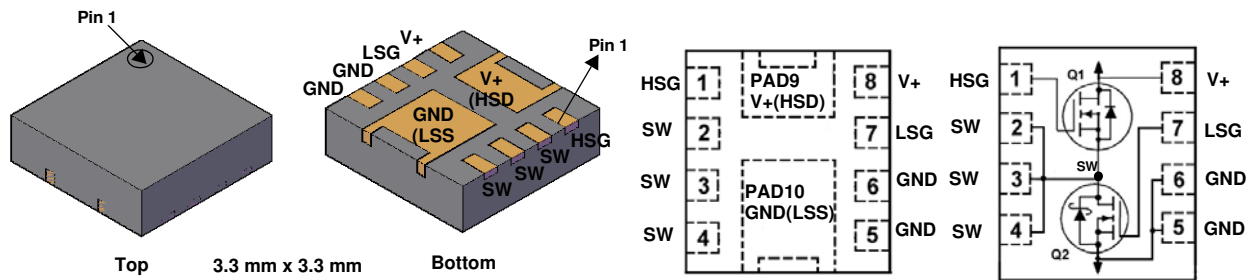 Pin 1
Top
3.3 mm x 3.3 mm
V+
LSG
GND
GND
Pin 1
V+
(HSD
GND
(LSS
HSG
SW
SW
SW
Bottom
HSG 1 PAD9 8 V+
V+(HSD)
SW 2 7 LSG
SW 3 PAD10 6 GND
GND(LSS)
SW 4 5 GND
HSG 1 Q1 8 V+
SW 2 7 LSG
SW 3 SW 6 GND
SW 4 5 GND
Q2